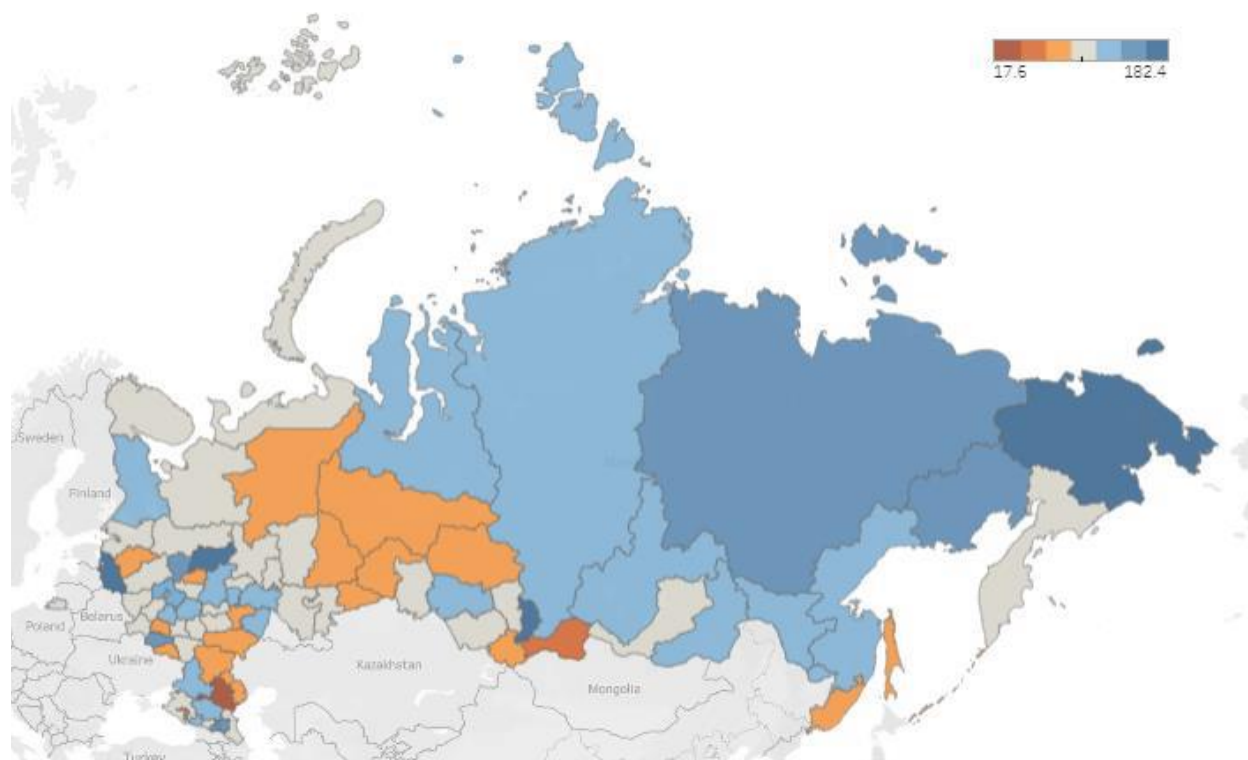 17.6
182.4
Sweden
Finland
Poland
Belarus
Ukraine
Kazakhstan
Mongolia
Turkey